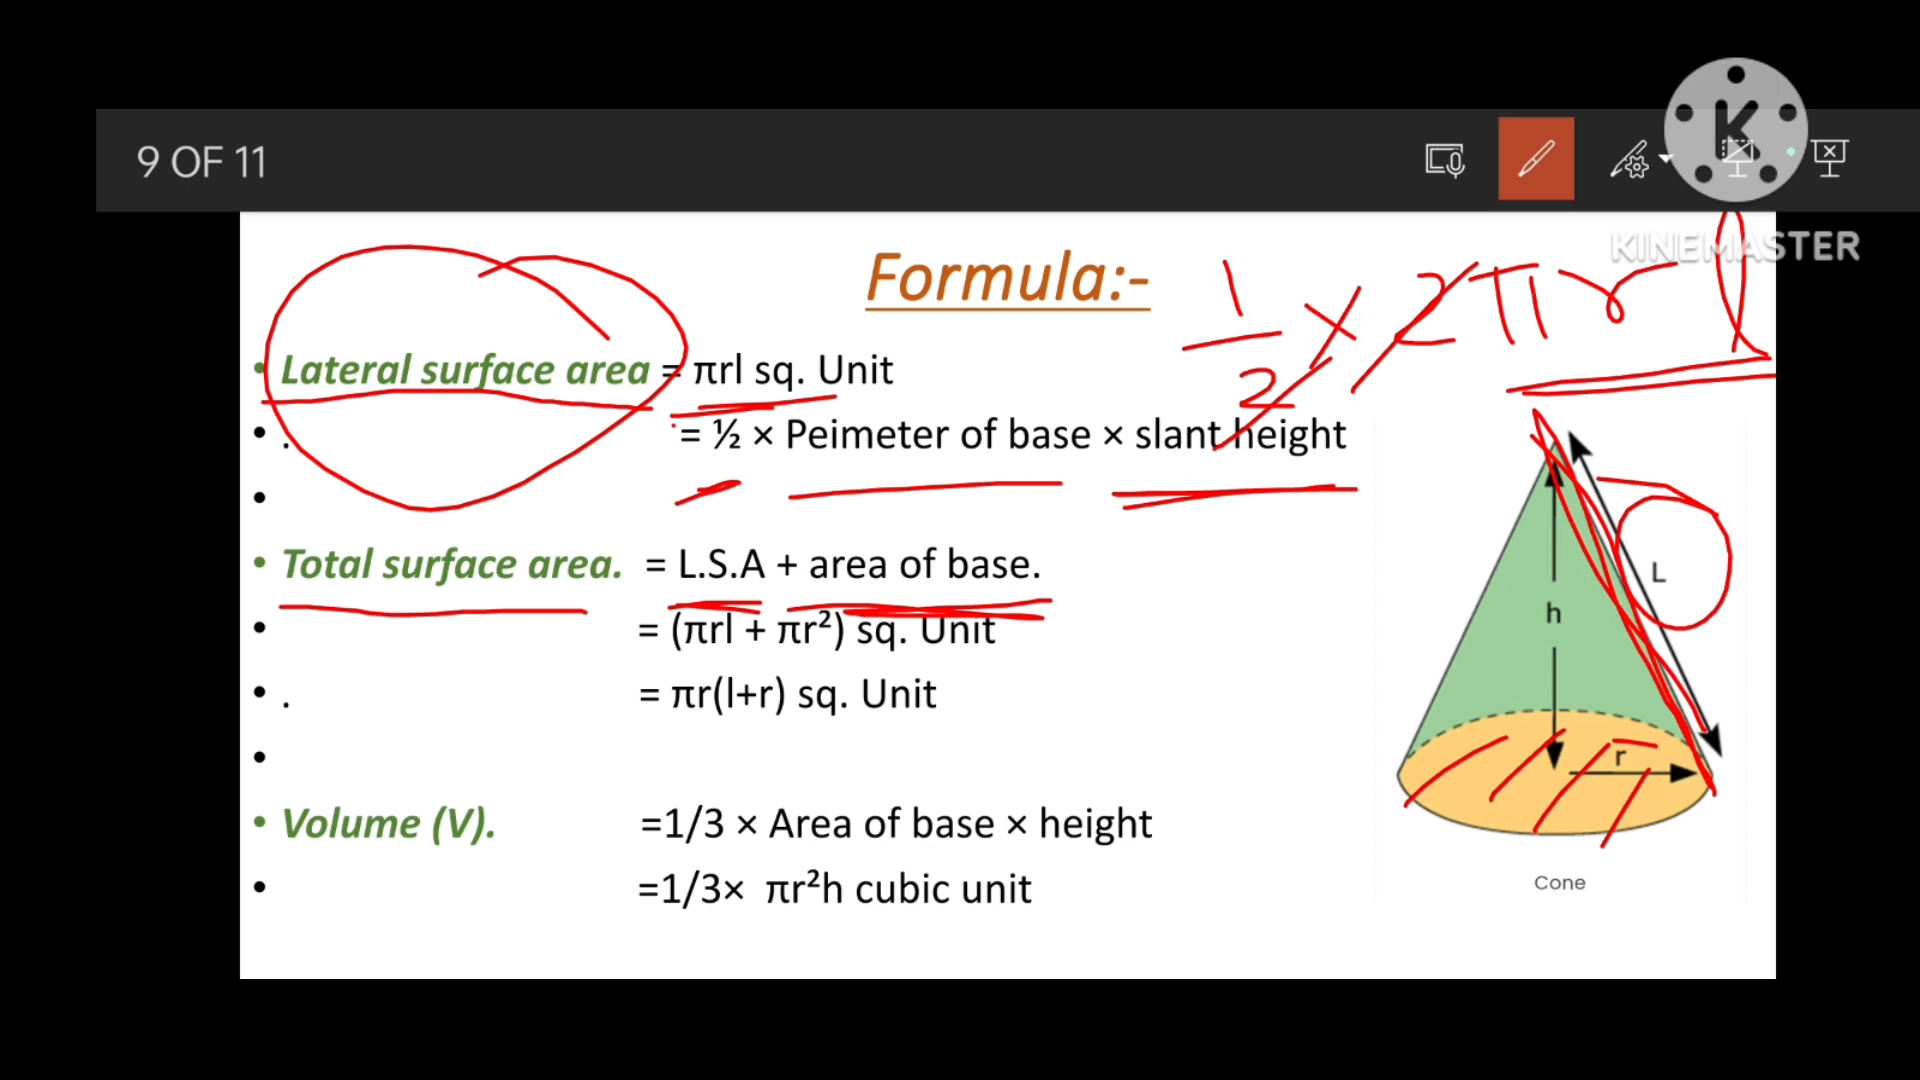 9 OF 11
K
KINEMASTER
Formula:-
1/2 × 2πrl
• Lateral surface area = πrl sq. Unit
• . = ½ × Peimeter of base × slant height
•
• Total surface area. = L.S.A + area of base.
• = (πrl + πr²) sq. Unit
• . = πr(l+r) sq. Unit
•
• Volume (V). =1/3 × Area of base × height
• =1/3× πr²h cubic unit
L
h
r
Cone